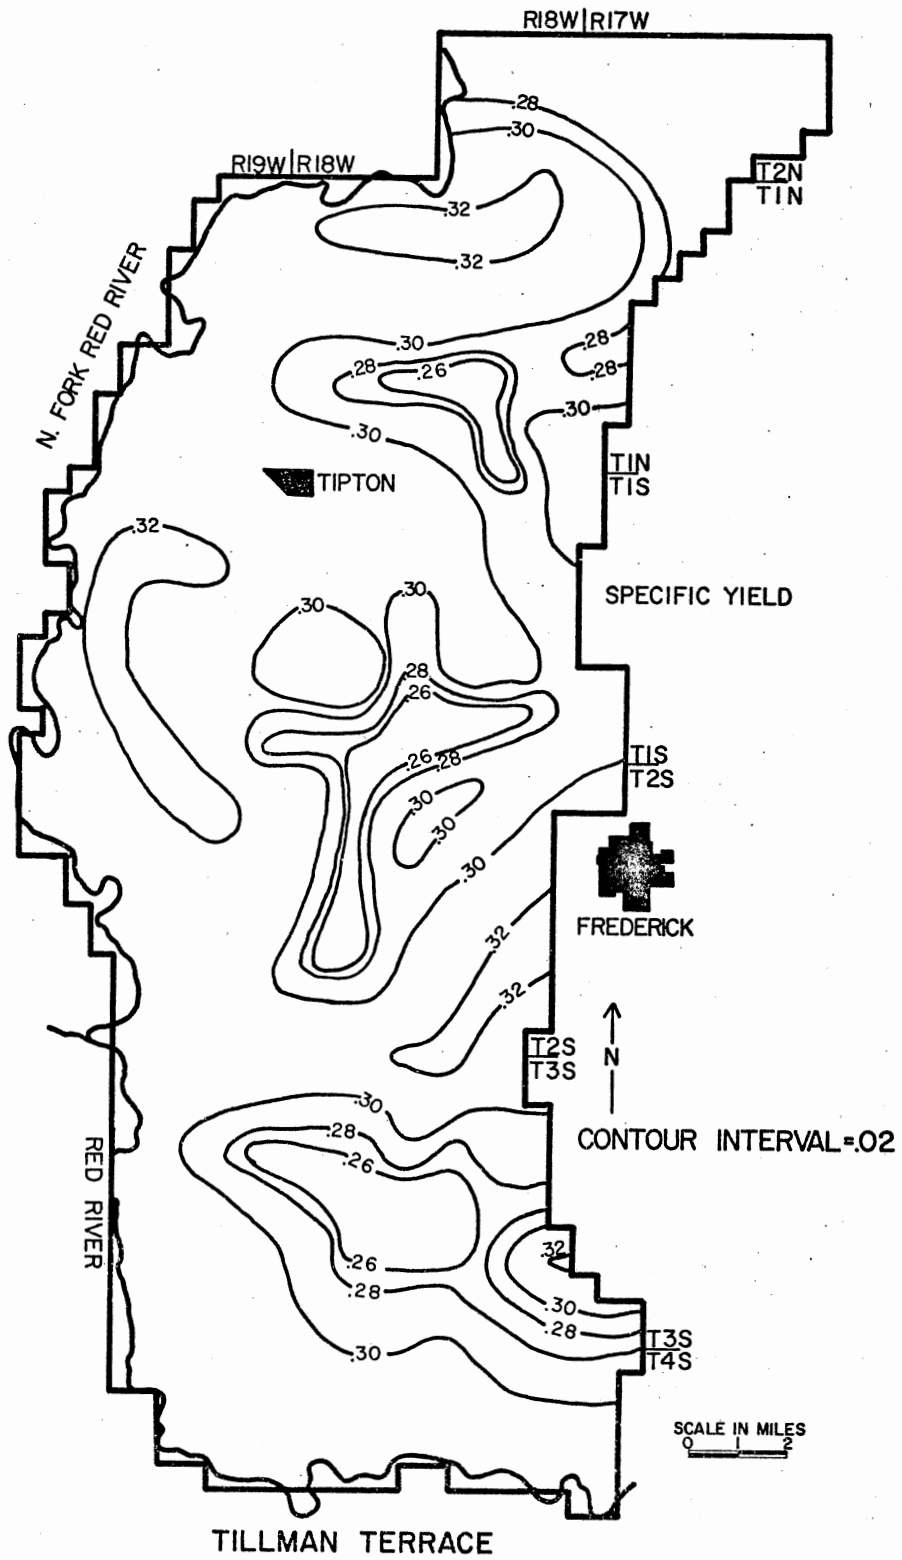 R18W|R17W
.28
.30
R19W|R18W
T2N
T1N
.32
.32
N. FORK RED RIVER
.30
.28
.28
.26
.28
.30
.30
T1N
T1S
TIPTON
.32
.30
.30
SPECIFIC YIELD
.28
.26
.26
.28
T1S
T2S
.30
.30
.30
FREDERICK
.32
.32
T2S
T3S
N
.30
.28
.26
CONTOUR INTERVAL=.02
RED RIVER
.32
.26
.28
.30
.28
.30
T3S
T4S
SCALE IN MILES
0 1 2
TILLMAN TERRACE